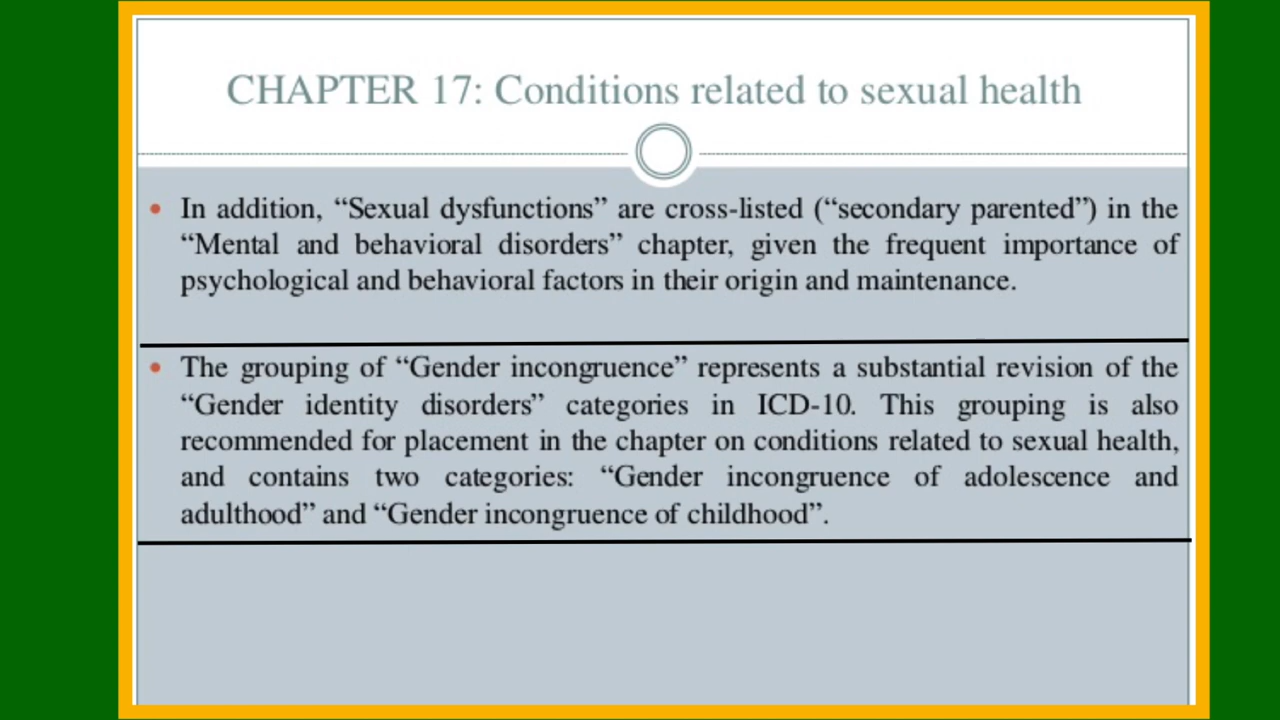 CHAPTER 17: Conditions related to sexual health
• In addition, “Sexual dysfunctions” are cross-listed (“secondary parented”) in the
“Mental and behavioral disorders” chapter, given the frequent importance of
psychological and behavioral factors in their origin and maintenance.
• The grouping of “Gender incongruence” represents a substantial revision of the
“Gender identity disorders” categories in ICD-10. This grouping is also
recommended for placement in the chapter on conditions related to sexual health,
and contains two categories: “Gender incongruence of adolescence and
adulthood” and “Gender incongruence of childhood”.